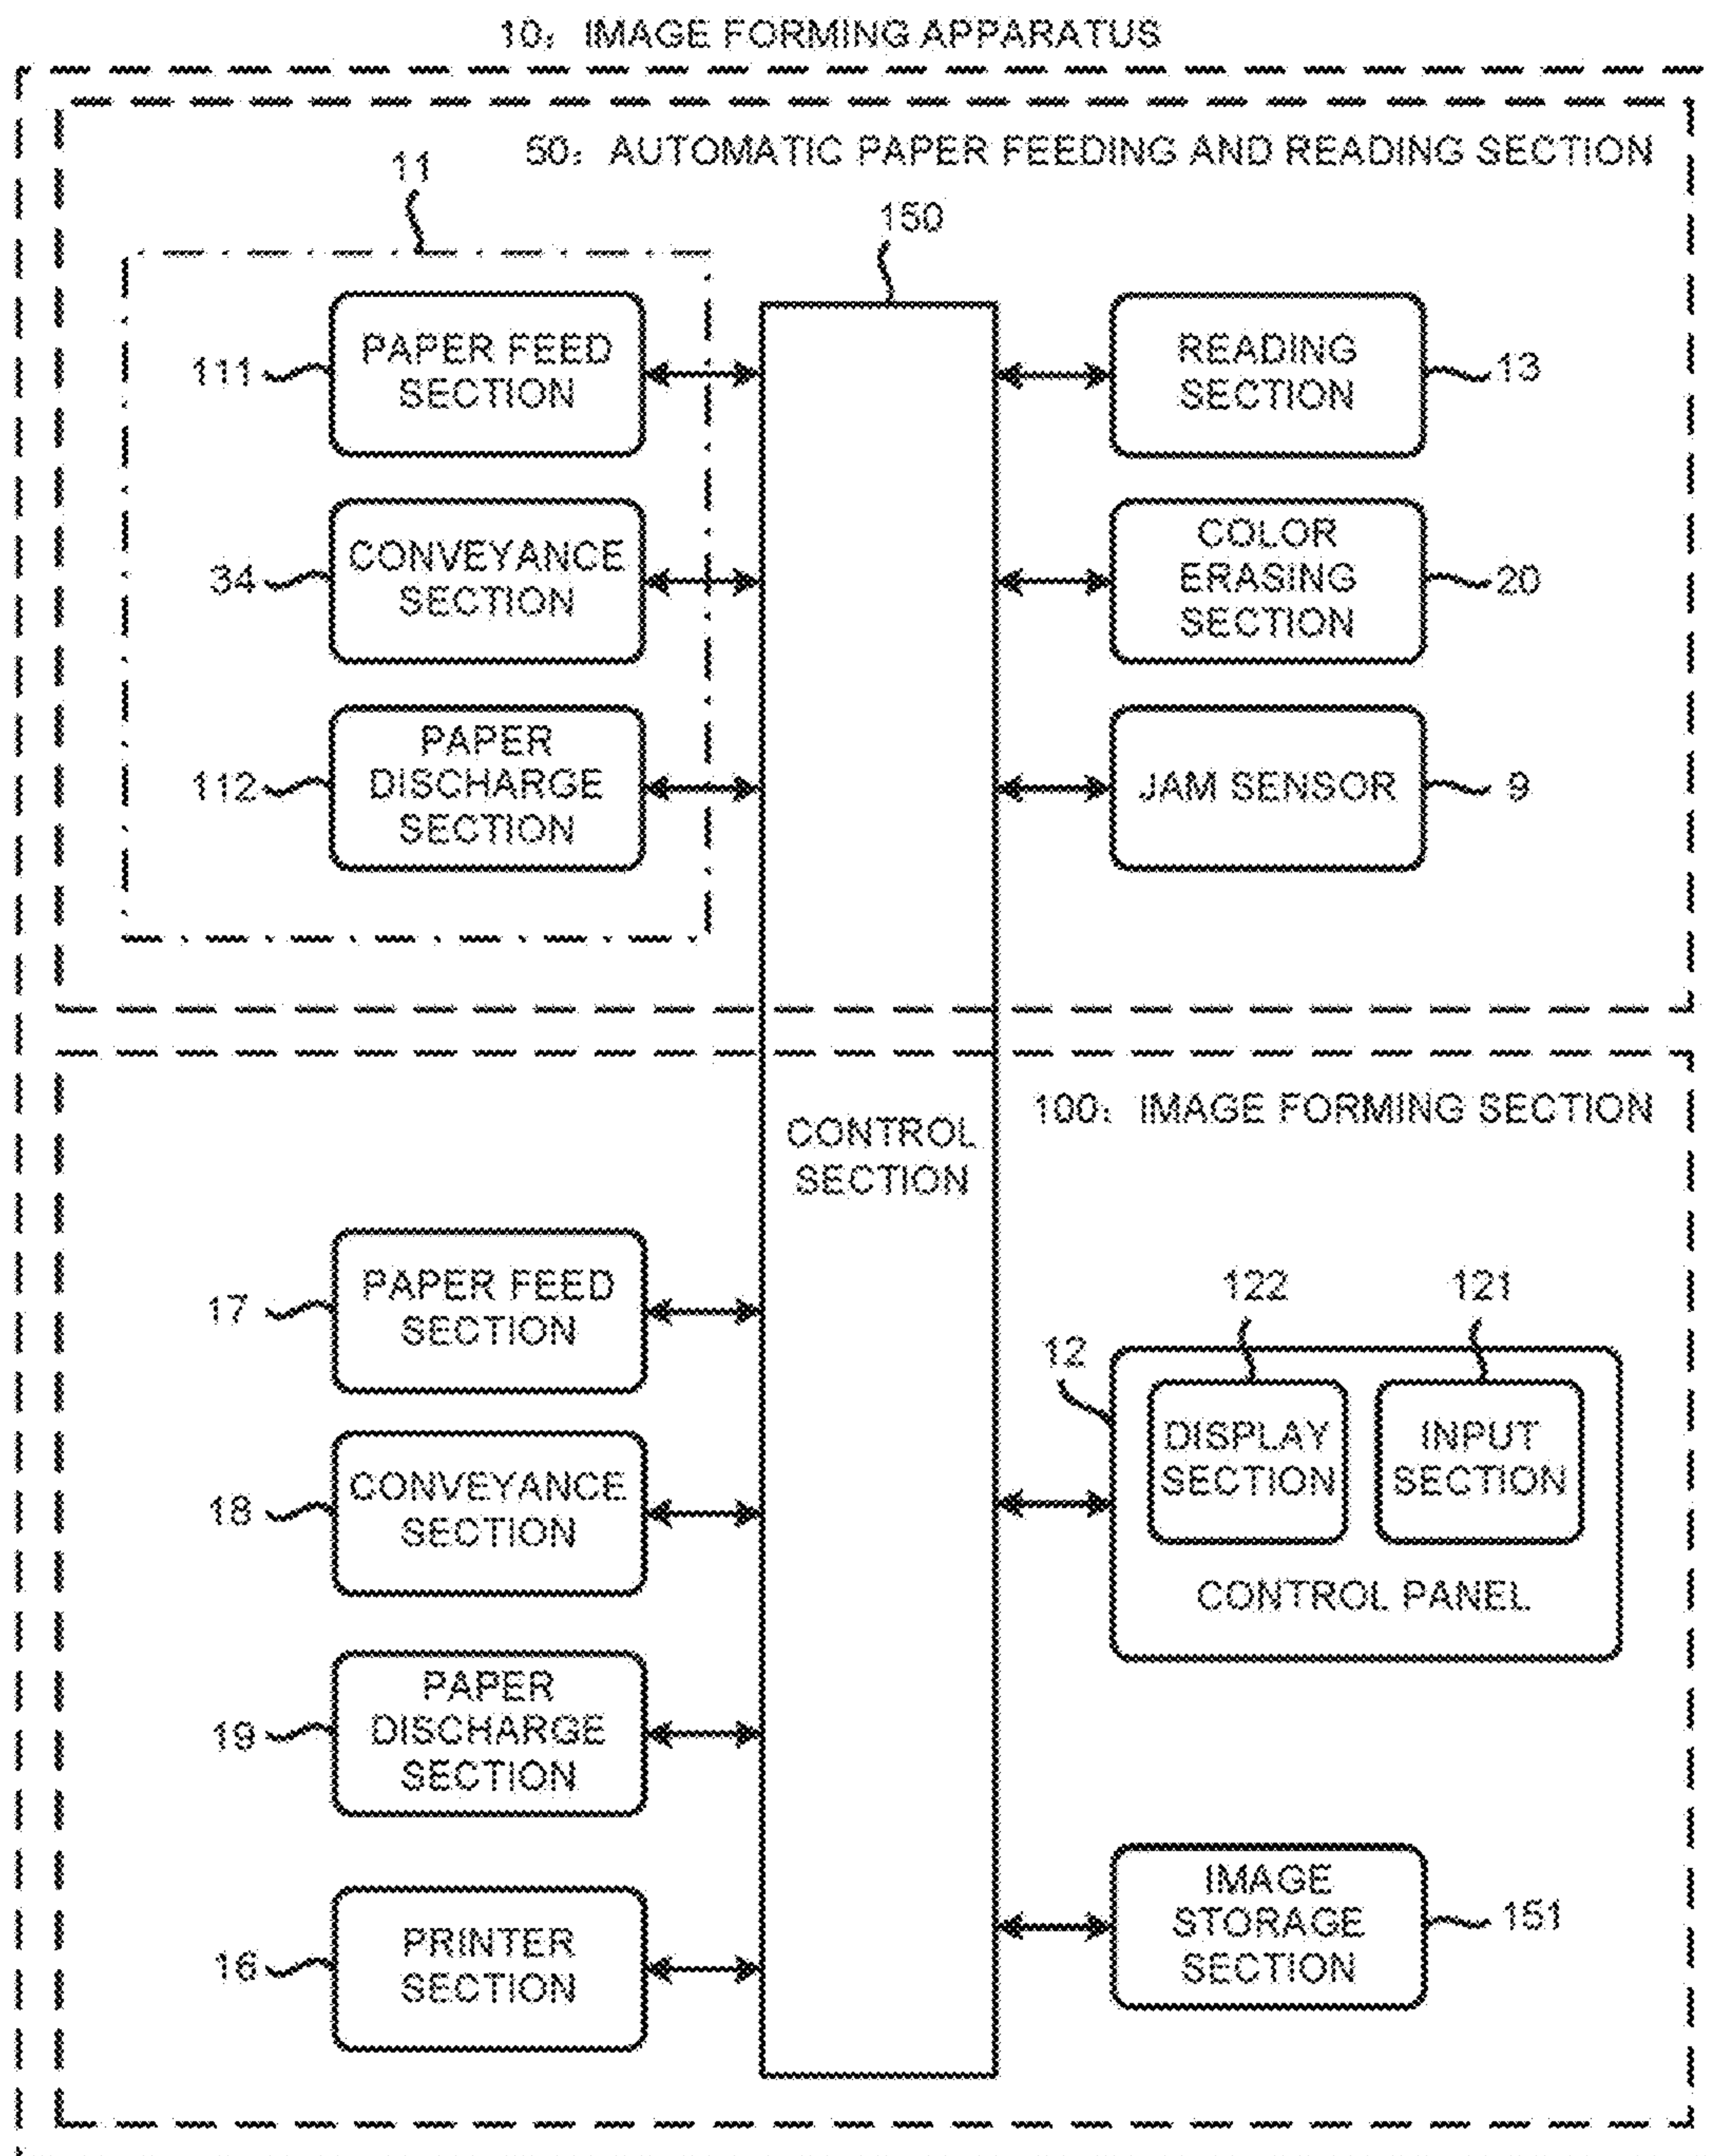 10: IMAGE FORMING APPARATUS
50: AUTOMATIC PAPER FEEDING AND READING SECTION
11
150
111
PAPER FEED
SECTION
READING
SECTION
13
34
CONVEYANCE
SECTION
COLOR
ERASING
SECTION
20
112
PAPER
DISCHARGE
SECTION
JAM SENSOR
9
100: IMAGE FORMING SECTION
CONTROL
SECTION
17
PAPER FEED
SECTION
122
121
12
DISPLAY
SECTION
INPUT
SECTION
CONTROL PANEL
18
CONVEYANCE
SECTION
19
PAPER
DISCHARGE
SECTION
16
PRINTER
SECTION
IMAGE
STORAGE
SECTION
151